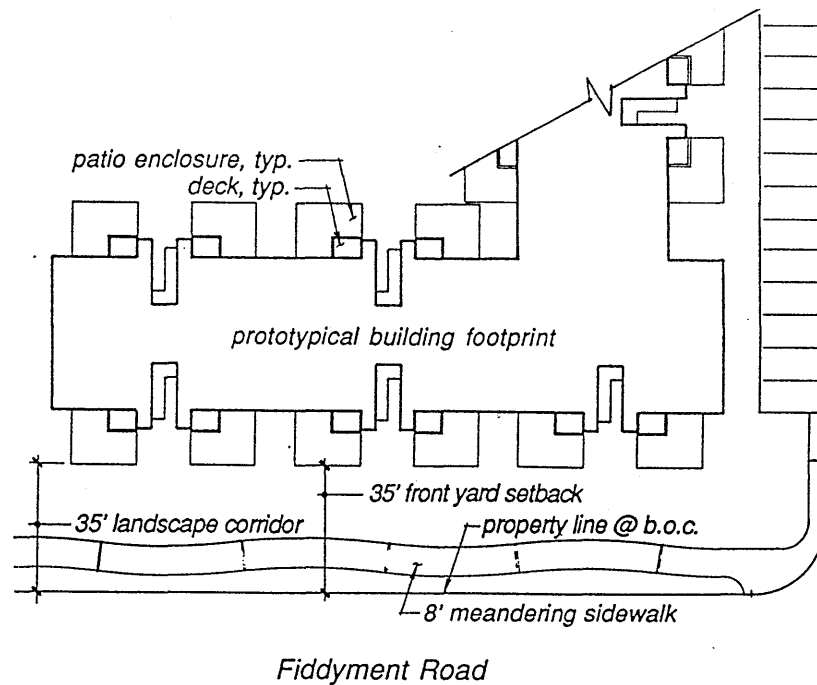 patio enclosure, typ.
deck, typ.
prototypical building footprint
35' front yard setback
35' landscape corridor
property line @ b.o.c.
8' meandering sidewalk
Fiddyment Road